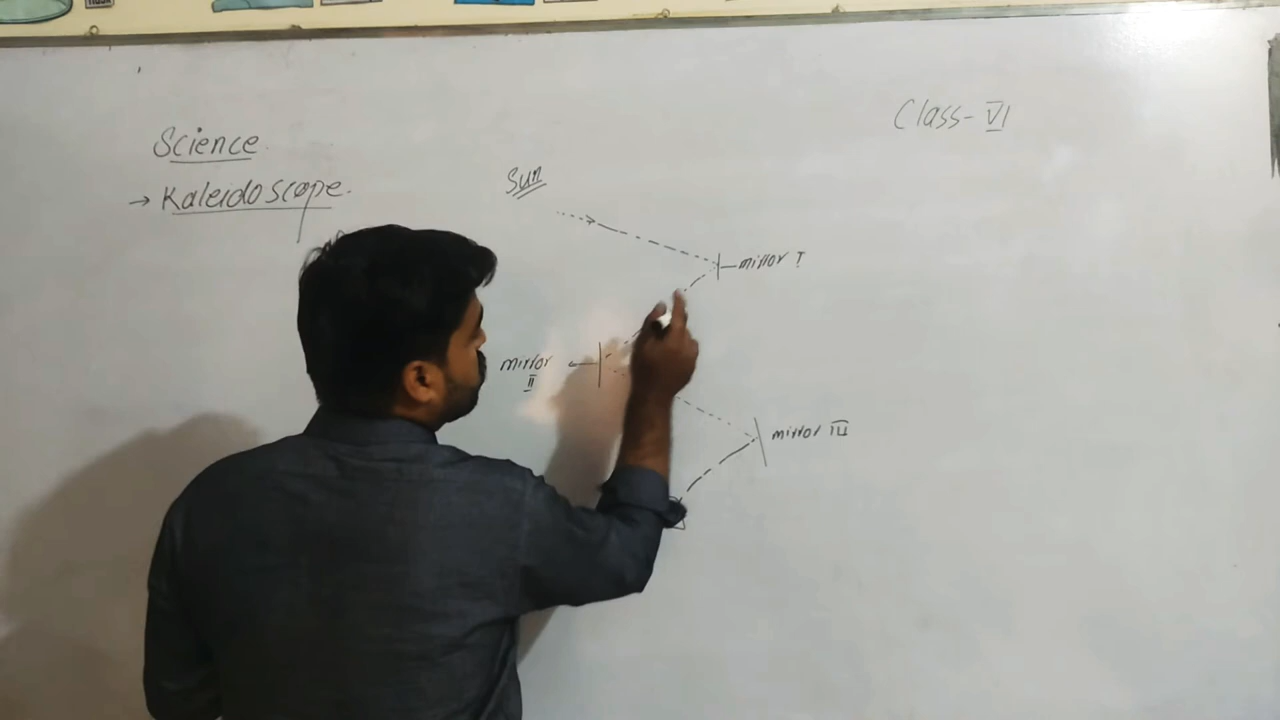 Class-VI
Science
→ Kaleidoscope.
Sun
mirror I
mirror
II
mirror III